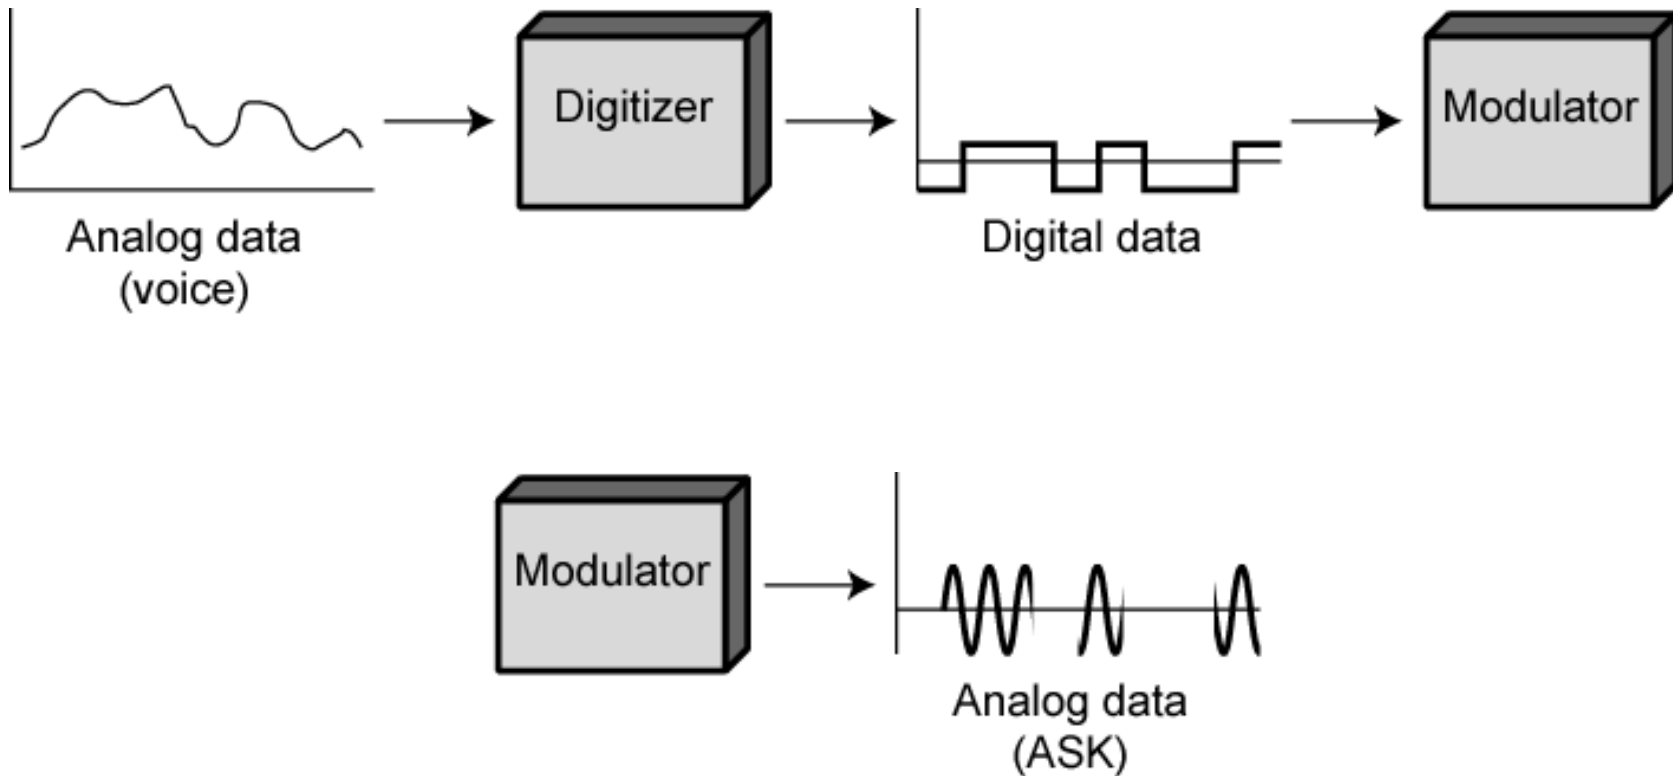 Digitizer
Modulator
Analog data
(voice)
Digital data
Modulator
Analog data
(ASK)